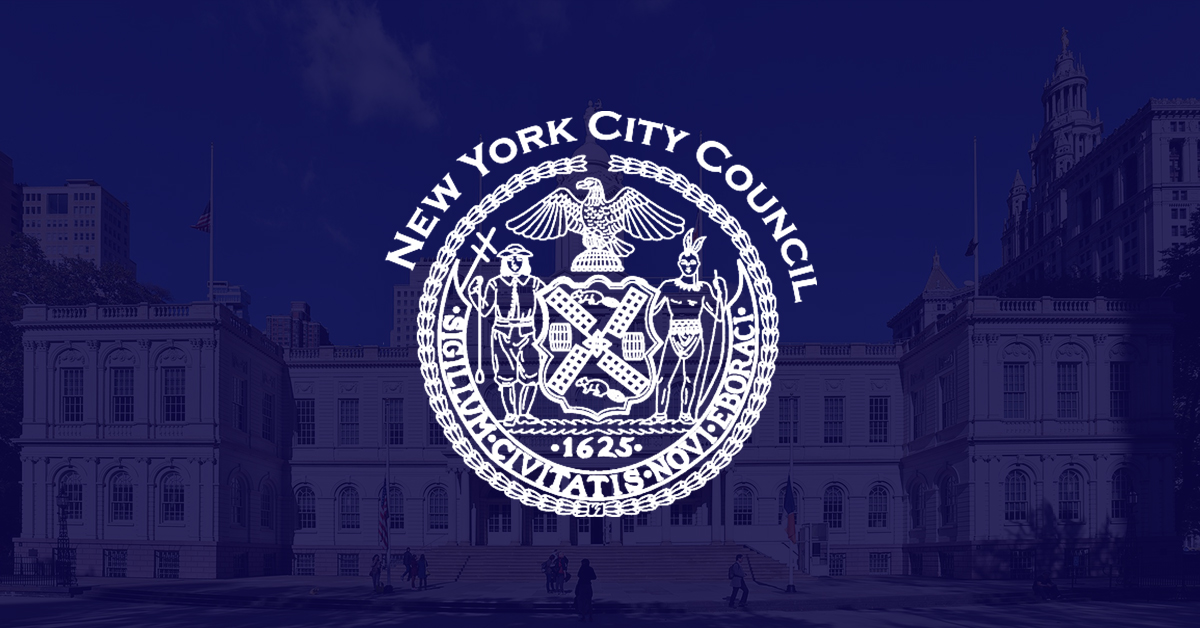 New York City Council
·SIGILLUM·CIVITATIS·NOVI·EBORACI·
·1625·